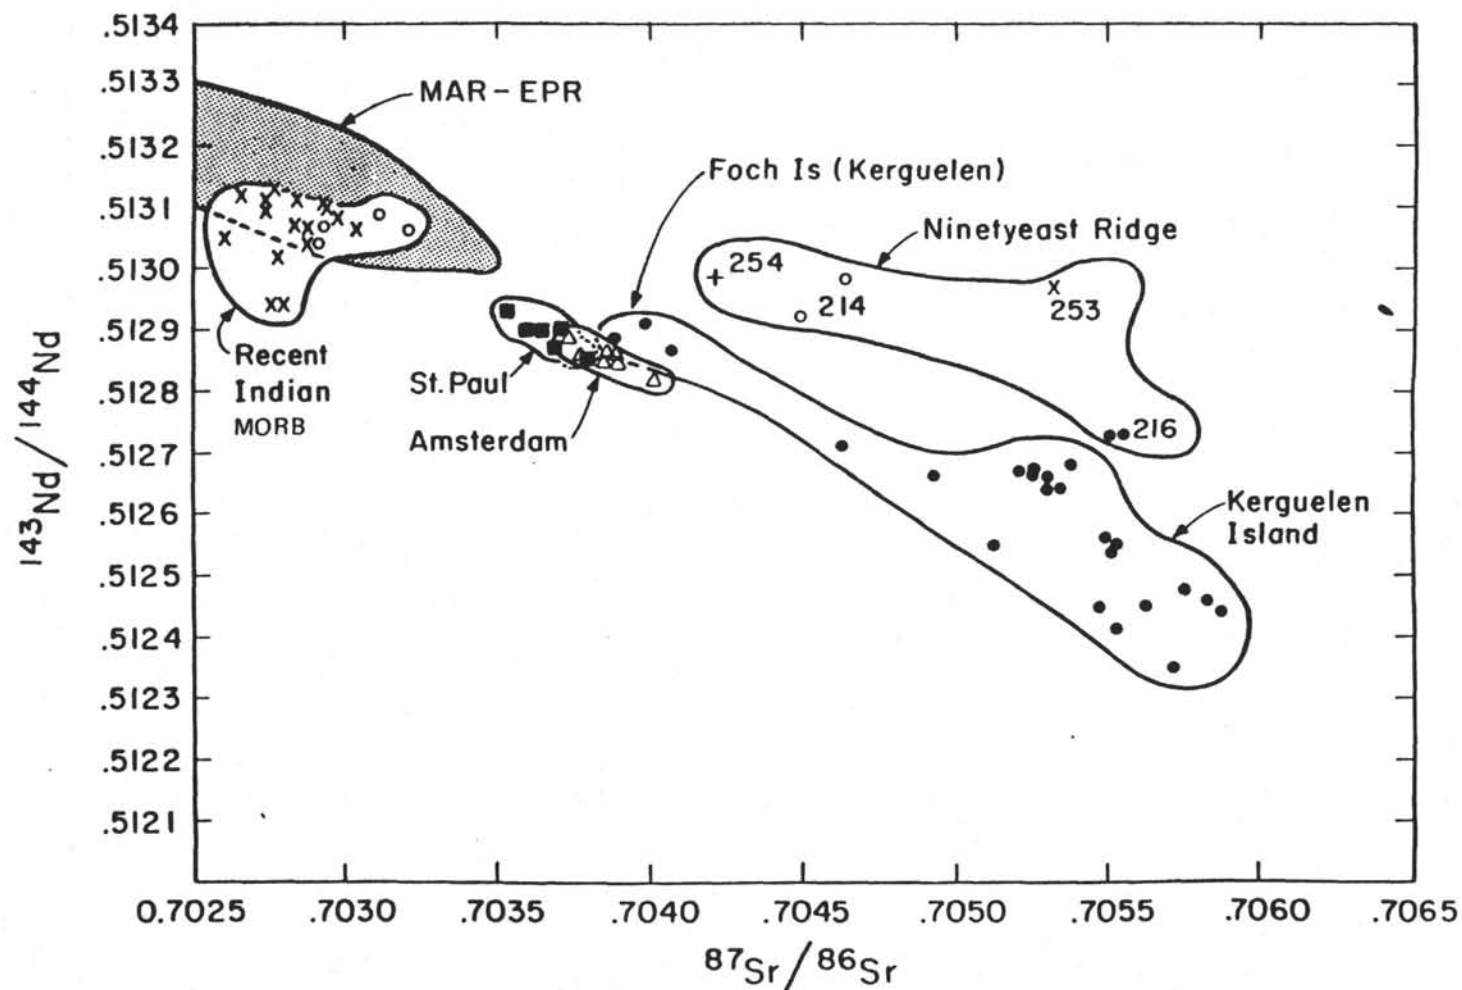 .5134
.5133
.5132
.5131
.5130
.5129
.5128
.5127
.5126
.5125
.5124
.5123
.5122
.5121
143Nd/144Nd
MAR-EPR
Foch Is (Kerguelen)
Ninetyeast Ridge
254
214
253
216
Recent
Indian
MORB
St. Paul
Amsterdam
Kerguelen
Island
0.7025 .7030 .7035 .7040 .7045 .7050 .7055 .7060 .7065
87Sr/86Sr